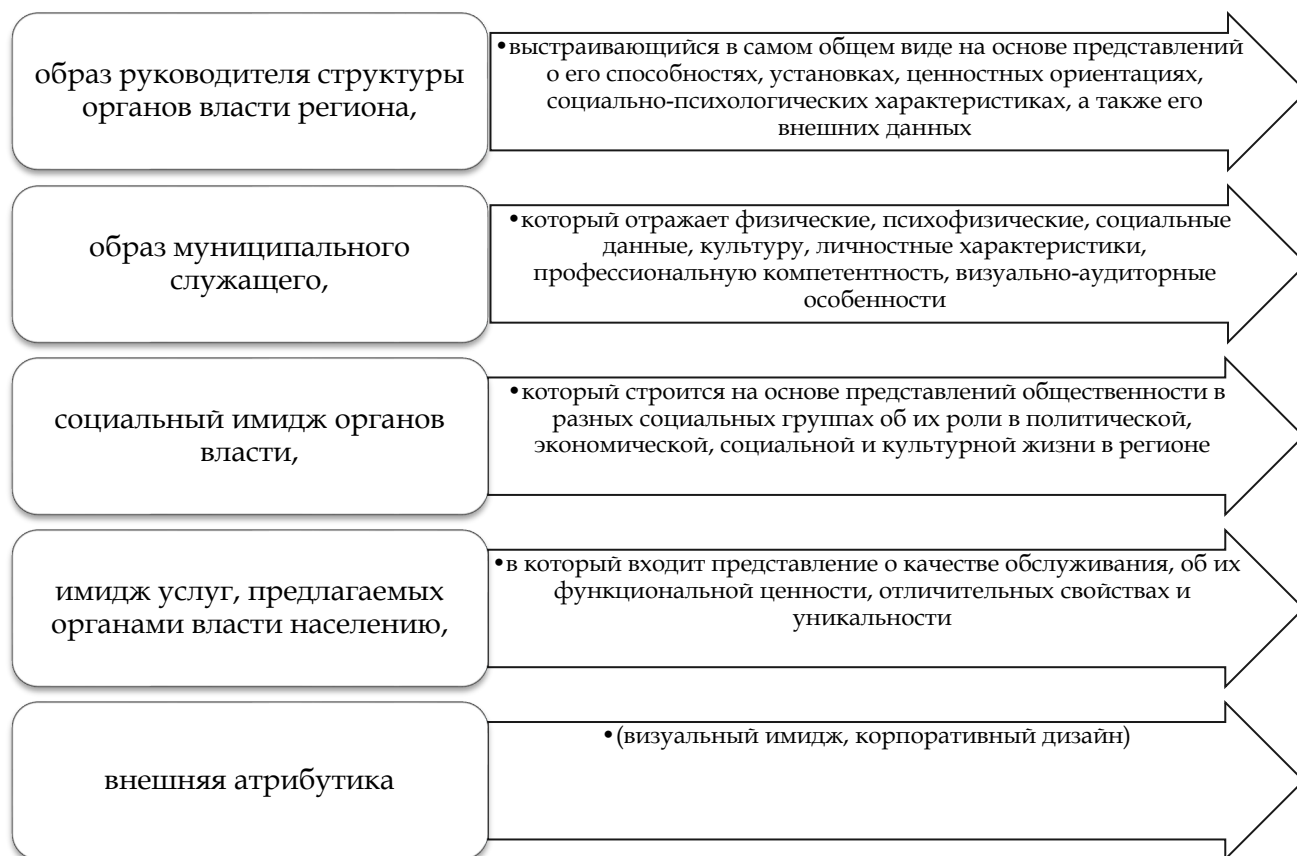 образ руководителя структуры
органов власти региона,
•выстраивающийся в самом общем виде на основе представлений
о его способностях, установках, ценностных ориентациях,
социально-психологических характеристиках, а также его
внешних данных
образ муниципального
служащего,
•который отражает физические, психофизические, социальные
данные, культуру, личностные характеристики,
профессиональную компетентность, визуально-аудиторные
особенности
социальный имидж органов
власти,
•который строится на основе представлений общественности в
разных социальных группах об их роли в политической,
экономической, социальной и культурной жизни в регионе
имидж услуг, предлагаемых
органами власти населению,
•в который входит представление о качестве обслуживания, об их
функциональной ценности, отличительных свойствах и
уникальности
внешняя атрибутика
•(визуальный имидж, корпоративный дизайн)